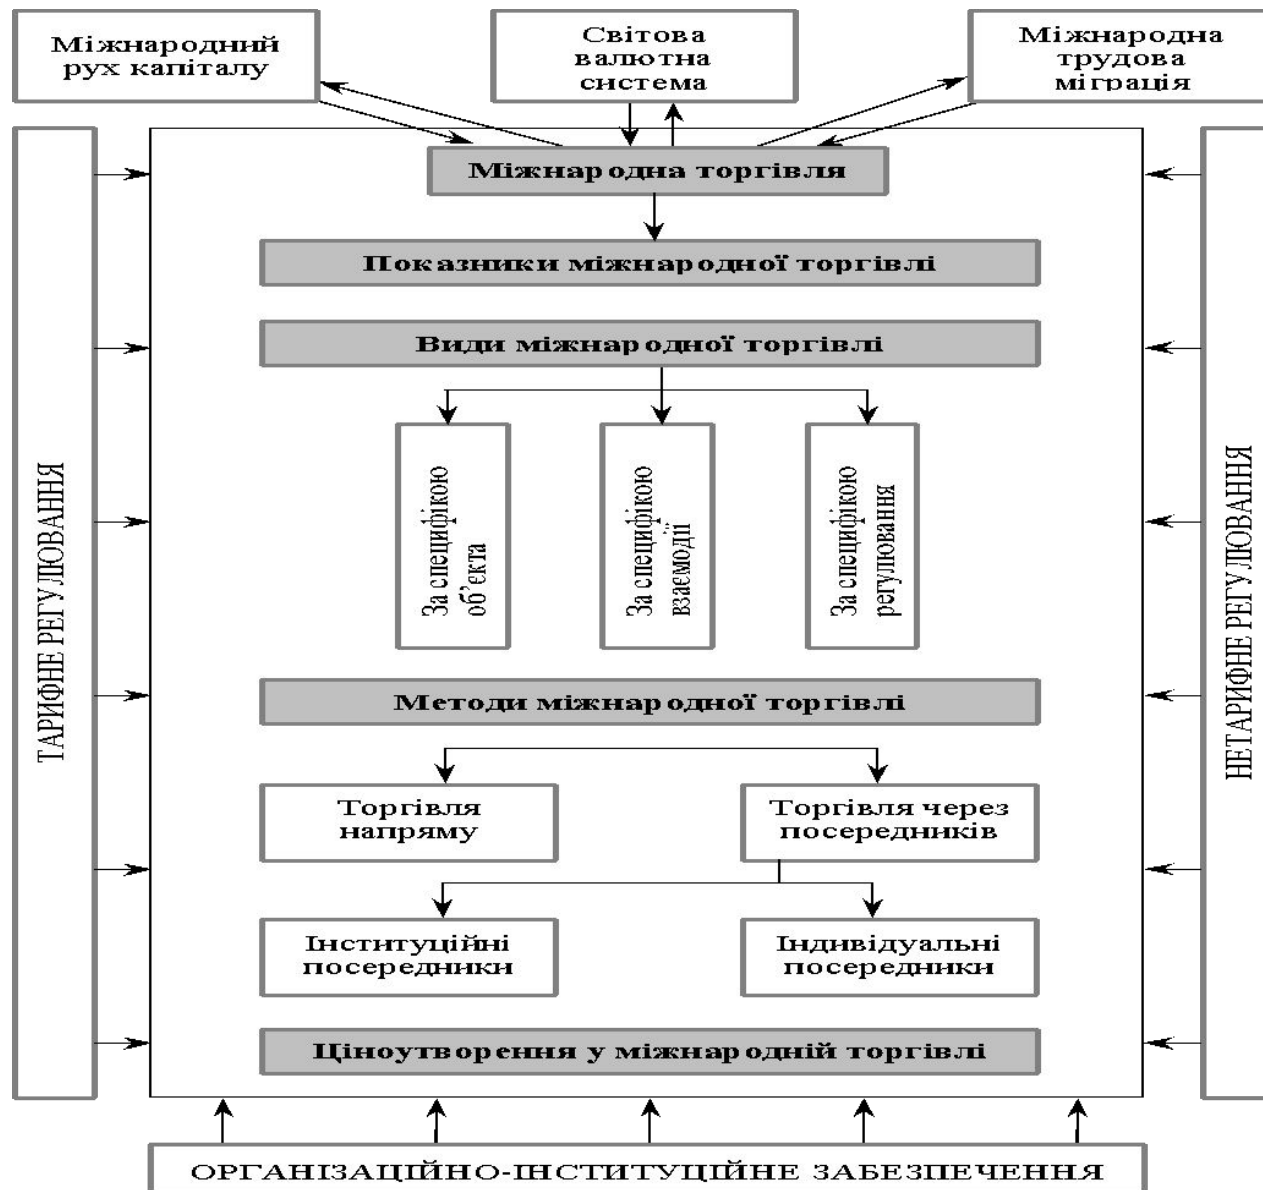 Міжнародний
рух капіталу
Світова
валютна
система
Міжнародна
трудова
міграція
Міжнародна торгівля
Показники міжнародної торгівлі
Види міжнародної торгівлі
За специфікою
об’єкта
За специфікою
взаємодії
За специфікою
регулювання
ТАРИФНЕ РЕГУЛЮВАННЯ
НЕТАРИФНЕ РЕГУЛЮВАННЯ
Методи міжнародної торгівлі
Торгівля
напряму
Торгівля через
посередників
Інституційні
посередники
Індивідуальні
посередники
Ціноутворення у міжнародній торгівлі
ОРГАНІЗАЦІЙНО-ІНСТИТУЦІЙНЕ ЗАБЕЗПЕЧЕННЯ